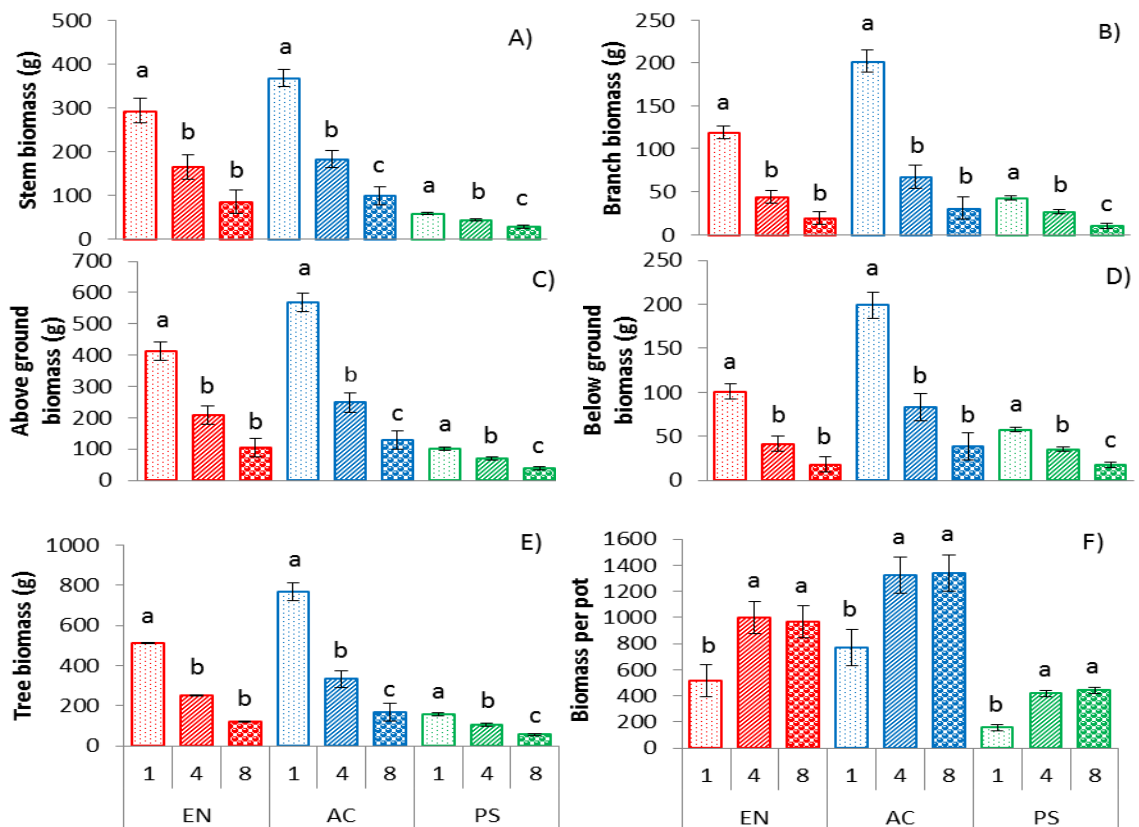 Stem biomass (g)
500
400
300
200
100
0
a
b
b
a
b
c
a
b
c
A)
Branch biomass (g)
250
200
150
100
50
0
a
b
b
a
b
b
a
b
c
B)
Above ground
biomass (g)
700
600
500
400
300
200
100
0
a
b
b
a
b
c
a
b
c
C)
Below ground
biomass (g)
250
200
150
100
50
0
a
b
b
a
b
b
a
b
c
D)
Tree biomass (g)
1000
800
600
400
200
0
a
b
b
a
b
c
a
b
c
E)
1 4 8 1 4 8 1 4 8
EN AC PS
Biomass per pot
1600
1400
1200
1000
800
600
400
200
0
b
a
a
b
a
a
b
a
a
F)
1 4 8 1 4 8 1 4 8
EN AC PS